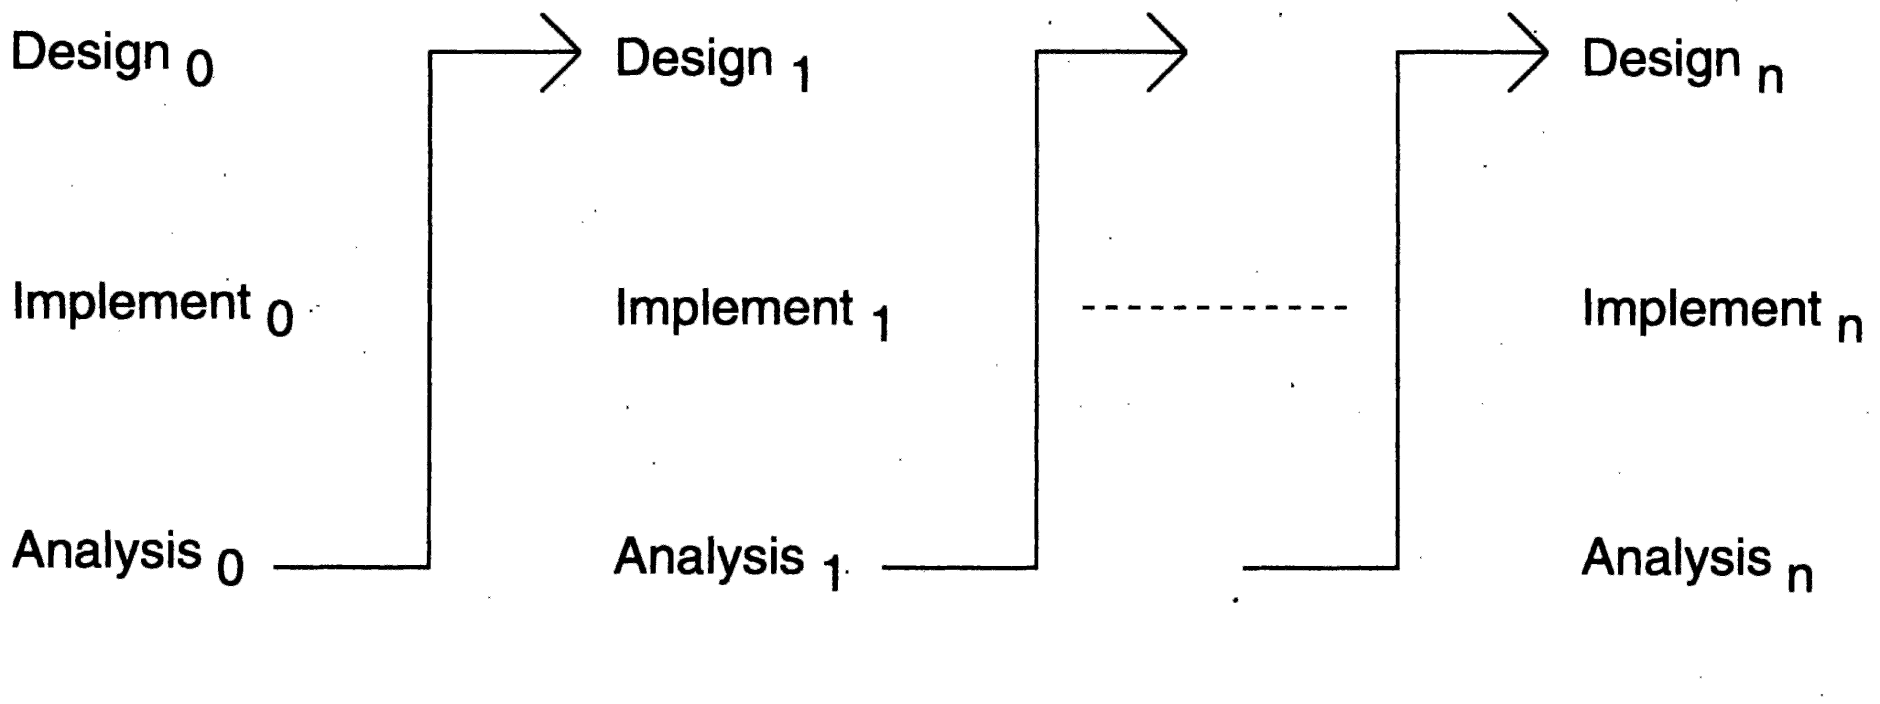 Design 0
Implement 0
Analysis 0
Design 1
Implement 1
Analysis 1
Design n
Implement n
Analysis n